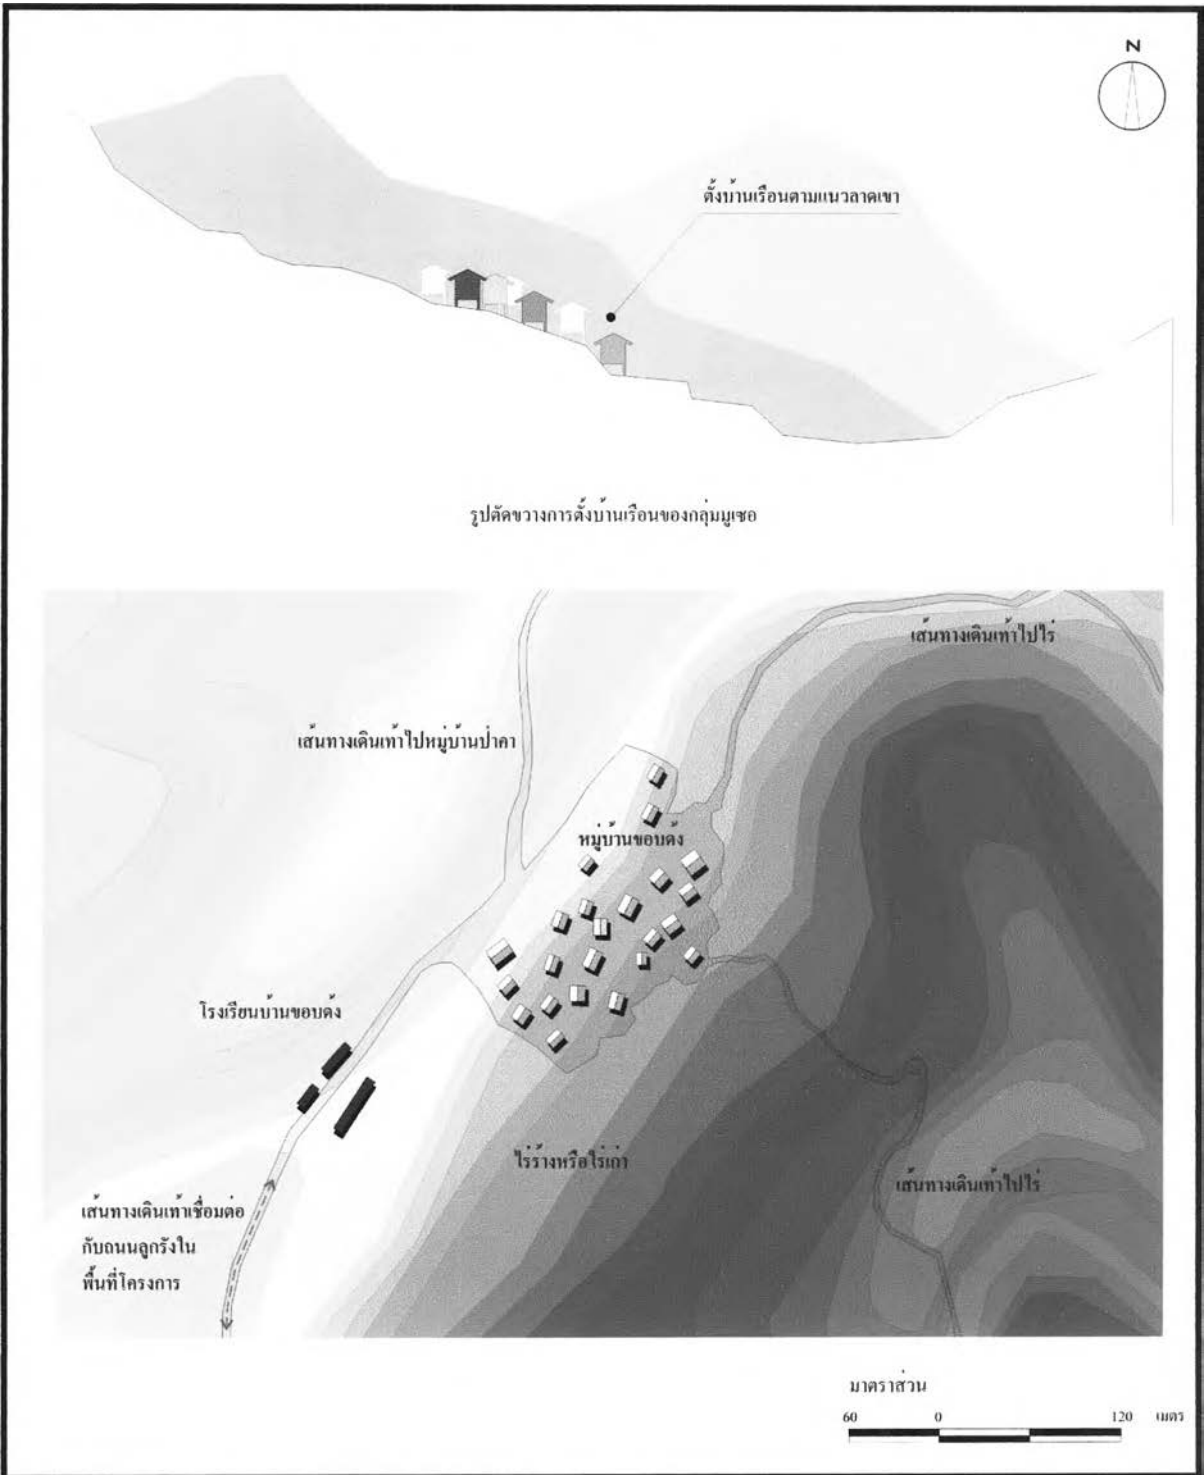 N
ตั้งบ้านเรือนตามแนวลาดเขา
รูปตัดขวางการตั้งบ้านเรือนของกลุ่มมูเซอ
เส้นทางเดินเท้าไปไร่
เส้นทางเดินเท้าไปหมู่บ้านป่าคา
หมู่บ้านขอบด้ง
โรงเรียนบ้านขอบด้ง
ไร่ร้างหรือไร่เก่า
เส้นทางเดินเท้าไปไร่
เส้นทางเดินเท้าเชื่อมต่อ
กับถนนลูกรังใน
พื้นที่โครงการ
มาตราส่วน
60 0 120 เมตร